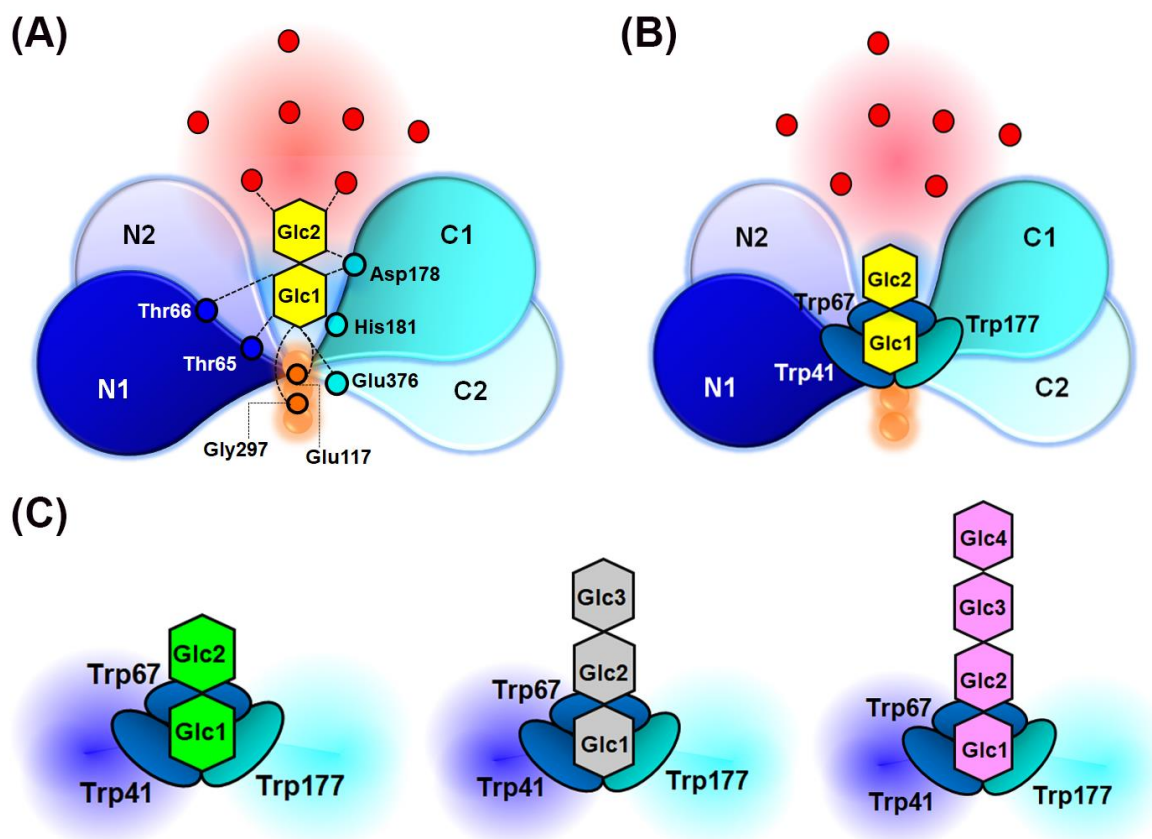 (A)
N2
C1
Glc2
Asp178
Glc1
Thr66
His181
Thr65
N1
Glu376
C2
Gly297
Glu117
(B)
N2
C1
Glc2
Trp67
Trp177
Glc1
Trp41
N1
C2
(C)
Glc2
Trp67
Glc1
Trp41
Trp177
Glc3
Glc2
Trp67
Glc1
Trp41
Trp177
Glc4
Glc3
Glc2
Trp67
Glc1
Trp41
Trp177